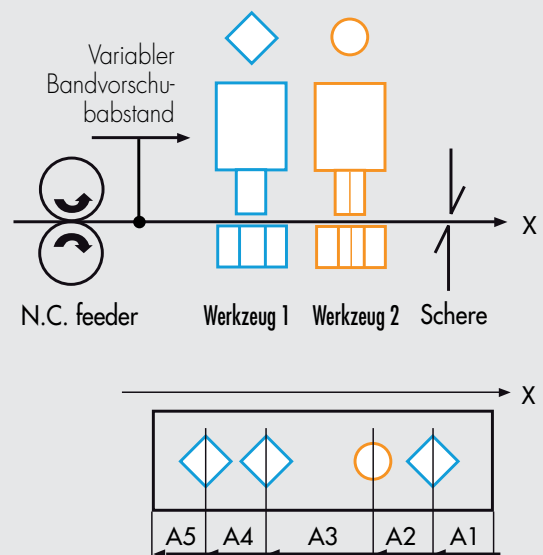 Variabler
Bandvorschu-
babstand
X
N.C. feeder
Werkzeug 1
Werkzeug 2
Schere
X
A5
A4
A3
A2
A1